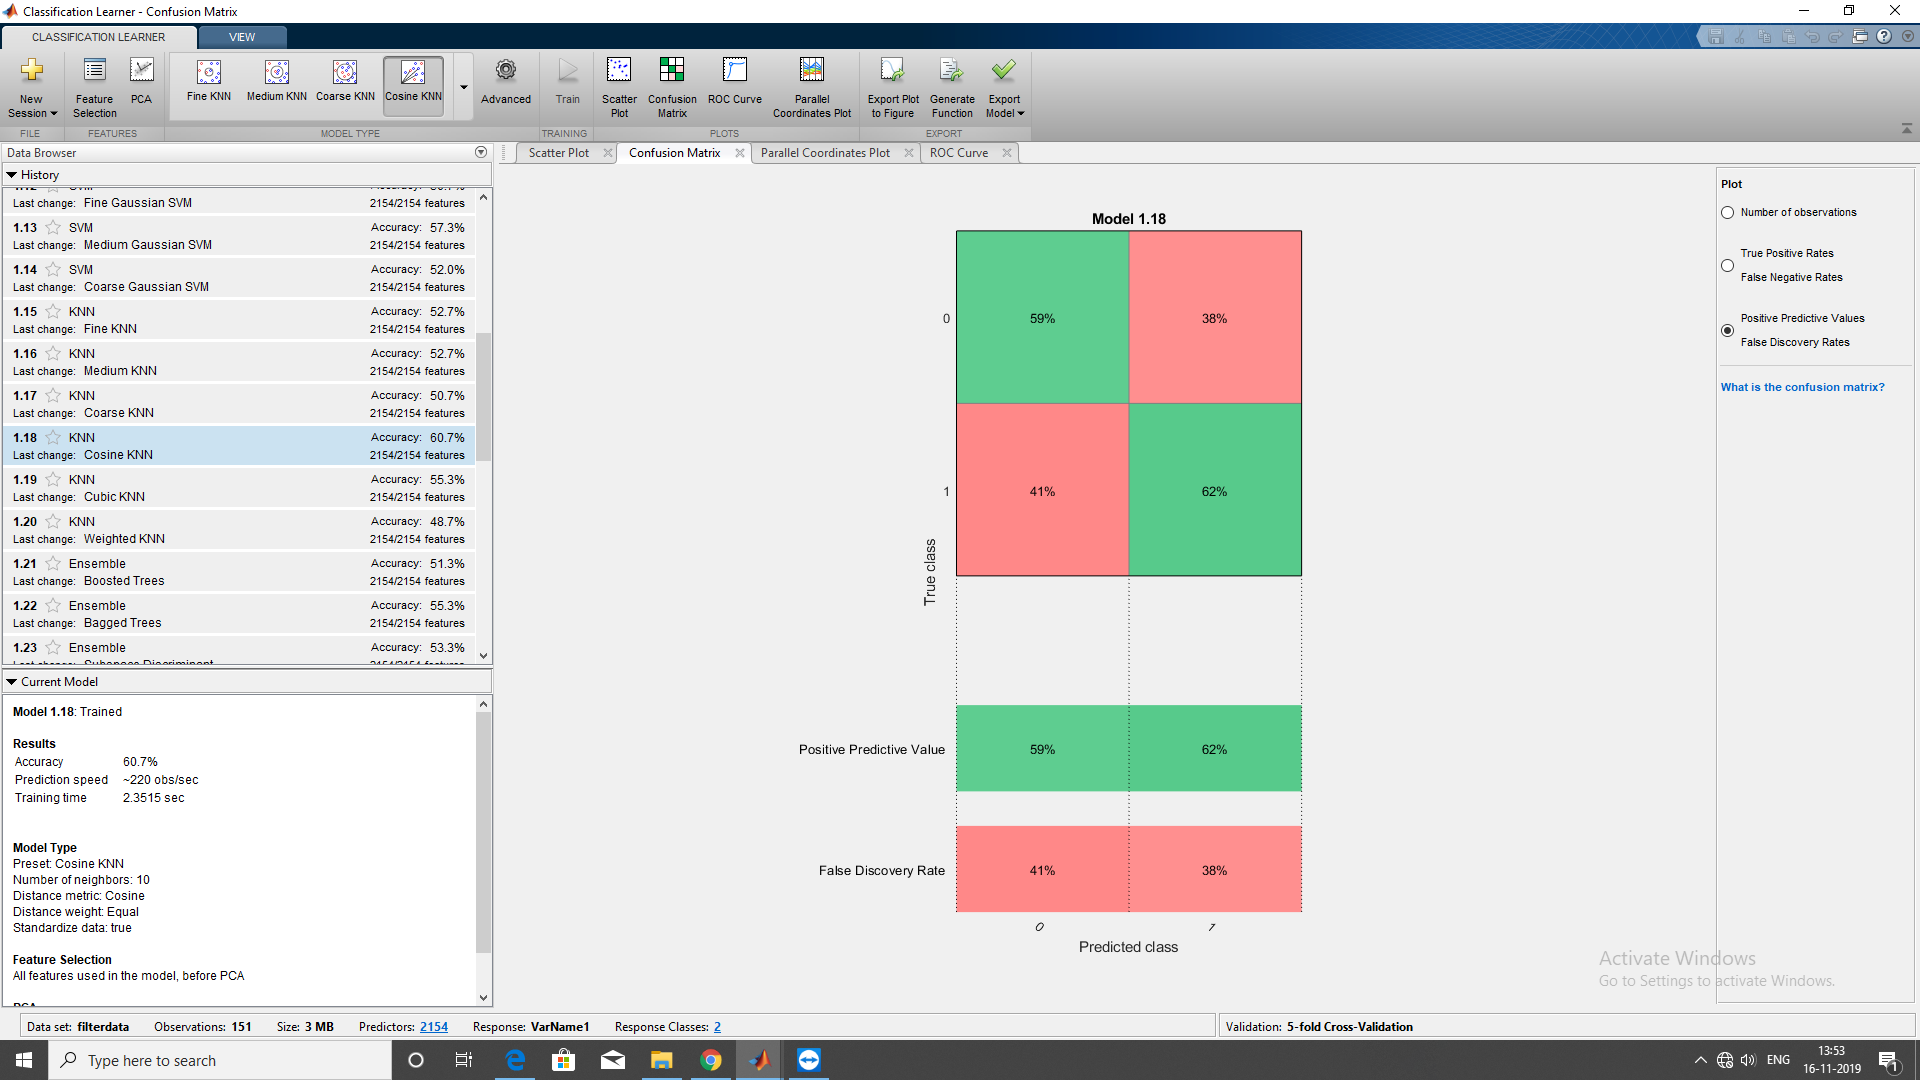 Classification Learner - Confusion Matrix
CLASSIFICATION LEARNER VIEW
New Session
Feature Selection
PCA
Fine KNN
Medium KNN
Coarse KNN
Cosine KNN
Advanced
Train
Scatter Plot
Confusion Matrix
ROC Curve
Parallel Coordinates Plot
Export Plot to Figure
Generate Function
Export Model
FILE FEATURES MODEL TYPE TRAINING PLOTS EXPORT
Data Browser
Scatter Plot Confusion Matrix Parallel Coordinates Plot ROC Curve
History
Last change: Fine Gaussian SVM 2154/2154 features
1.13 SVM Accuracy: 57.3%
Last change: Medium Gaussian SVM 2154/2154 features
1.14 SVM Accuracy: 52.0%
Last change: Coarse Gaussian SVM 2154/2154 features
1.15 KNN Accuracy: 52.7%
Last change: Fine KNN 2154/2154 features
1.16 KNN Accuracy: 52.7%
Last change: Medium KNN 2154/2154 features
1.17 KNN Accuracy: 50.7%
Last change: Coarse KNN 2154/2154 features
1.18 KNN Accuracy: 60.7%
Last change: Cosine KNN 2154/2154 features
1.19 KNN Accuracy: 55.3%
Last change: Cubic KNN 2154/2154 features
1.20 KNN Accuracy: 48.7%
Last change: Weighted KNN 2154/2154 features
1.21 Ensemble Accuracy: 51.3%
Last change: Boosted Trees 2154/2154 features
1.22 Ensemble Accuracy: 55.3%
Last change: Bagged Trees 2154/2154 features
1.23 Ensemble Accuracy: 53.3%
Current Model
Model 1.18: Trained
Results
Accuracy 60.7%
Prediction speed ~220 obs/sec
Training time 2.3515 sec
Model Type
Preset: Cosine KNN
Number of neighbors: 10
Distance metric: Cosine
Distance weight: Equal
Standardize data: true
Feature Selection
All features used in the model, before PCA
Model 1.18
0 59% 38%
1 41% 62%
True class
Positive Predictive Value 59% 62%
False Discovery Rate 41% 38%
0 1
Predicted class
Plot
Number of observations
True Positive Rates
False Negative Rates
Positive Predictive Values
False Discovery Rates
What is the confusion matrix?
Activate Windows
Go to Settings to activate Windows.
Data set: filterdata Observations: 151 Size: 3 MB Predictors: 2154 Response: VarName1 Response Classes: 2 Validation: 5-fold Cross-Validation
Type here to search
ENG
13:53
16-11-2019
1